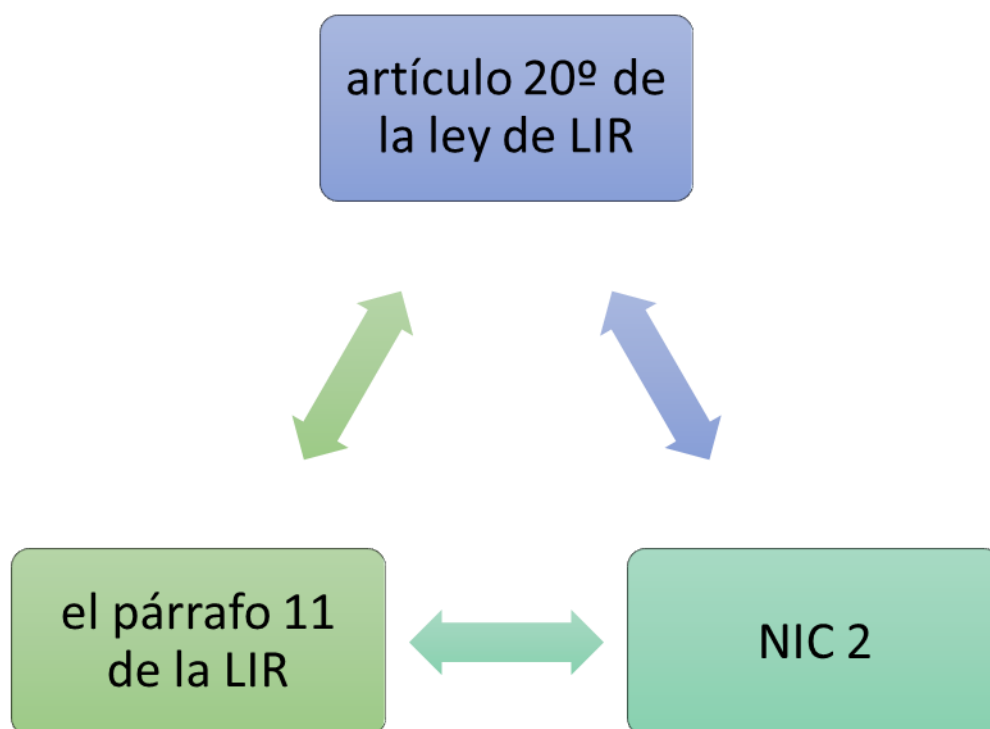 artículo 20º de
la ley de LIR
el párrafo 11
de la LIR
NIC 2